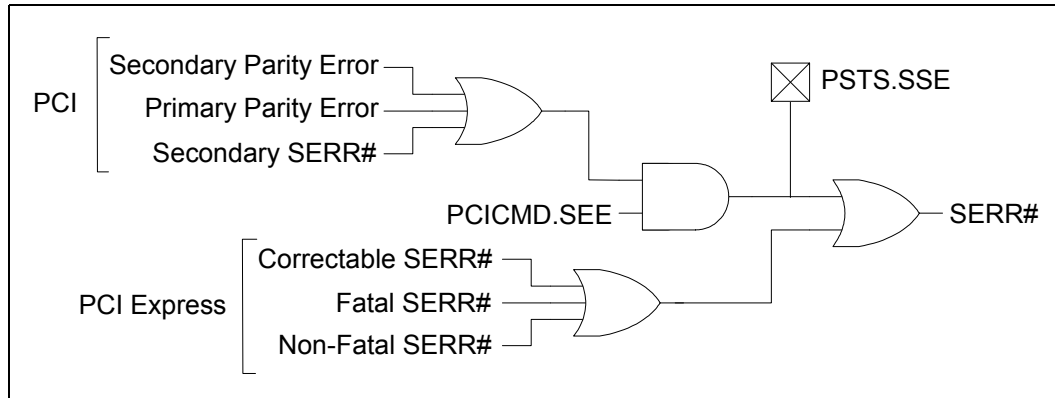 PCI
Secondary Parity Error
Primary Parity Error
Secondary SERR#
PSTS.SSE
PCICMD.SEE
SERR#
PCI Express
Correctable SERR#
Fatal SERR#
Non-Fatal SERR#